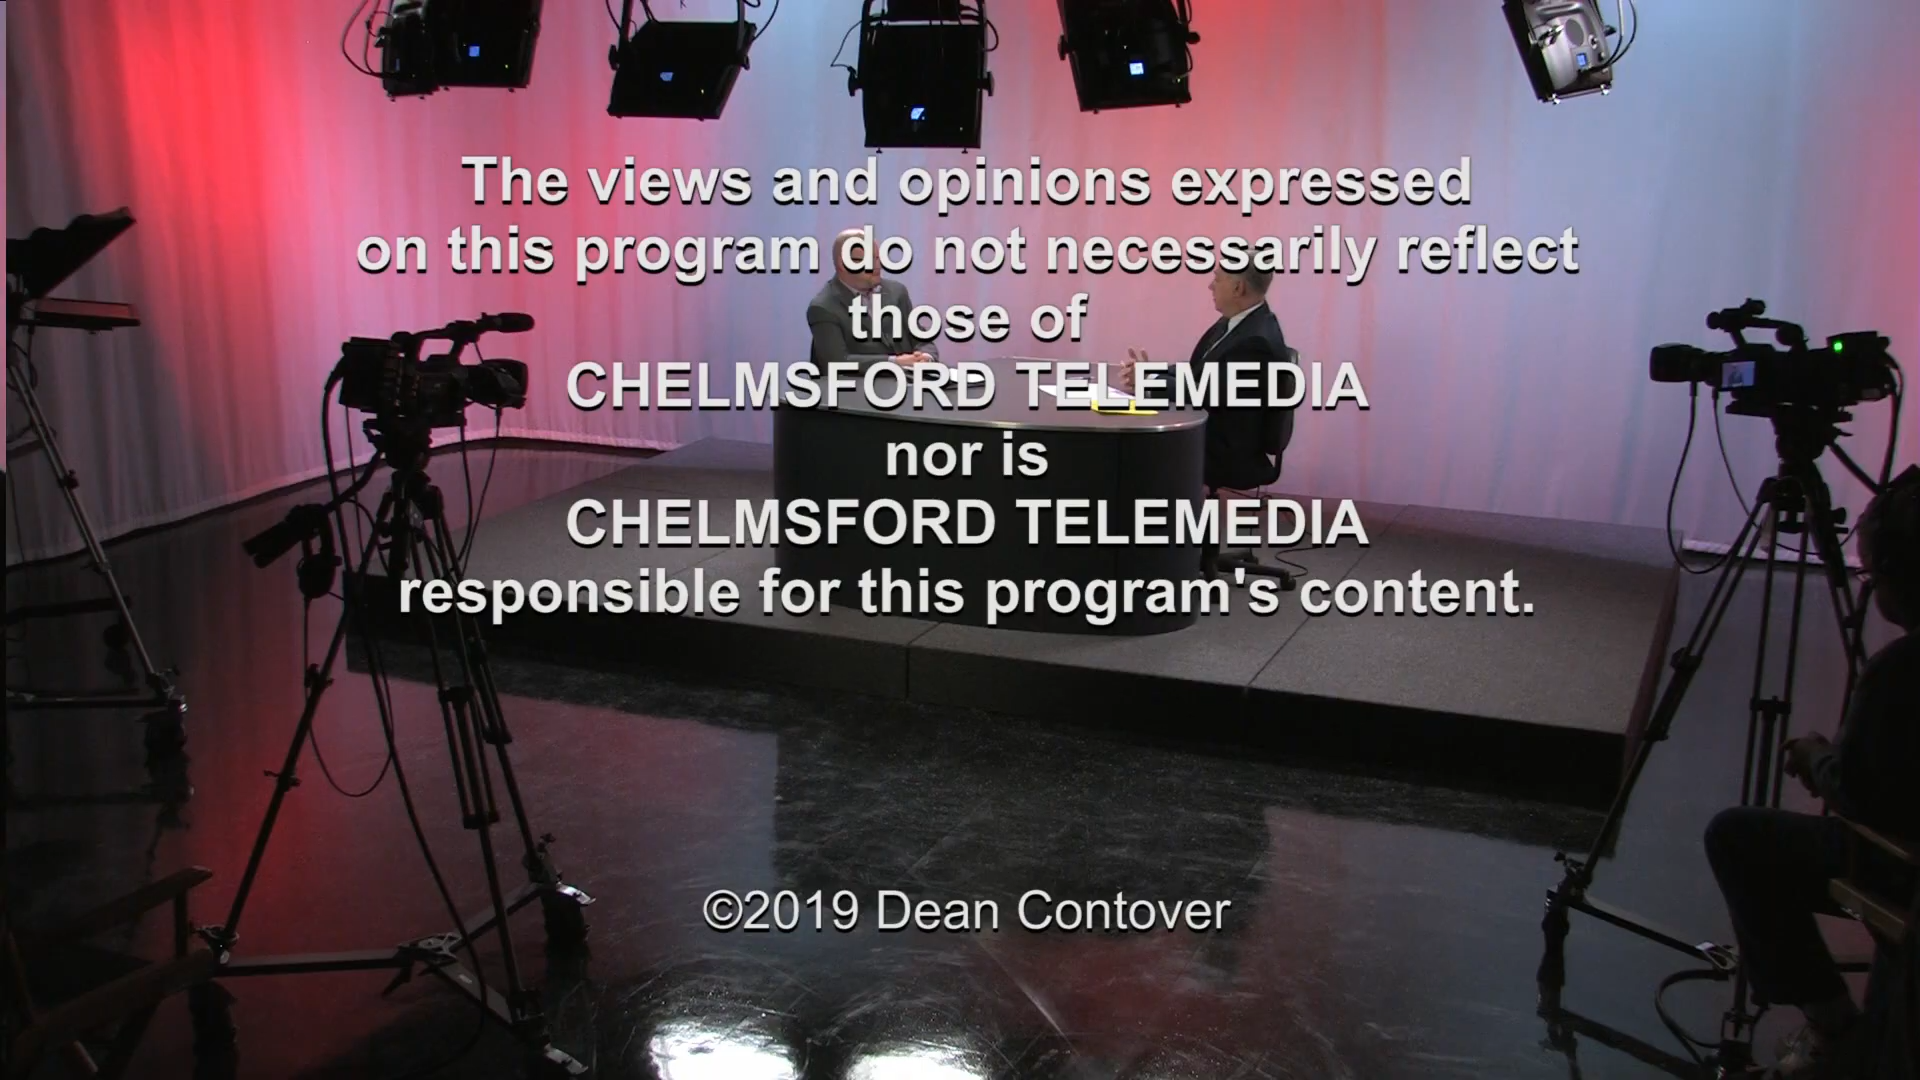 The views and opinions expressed
on this program do not necessarily reflect
those of
CHELMSFORD TELEMEDIA
nor is
CHELMSFORD TELEMEDIA
responsible for this program's content.
©2019 Dean Contover